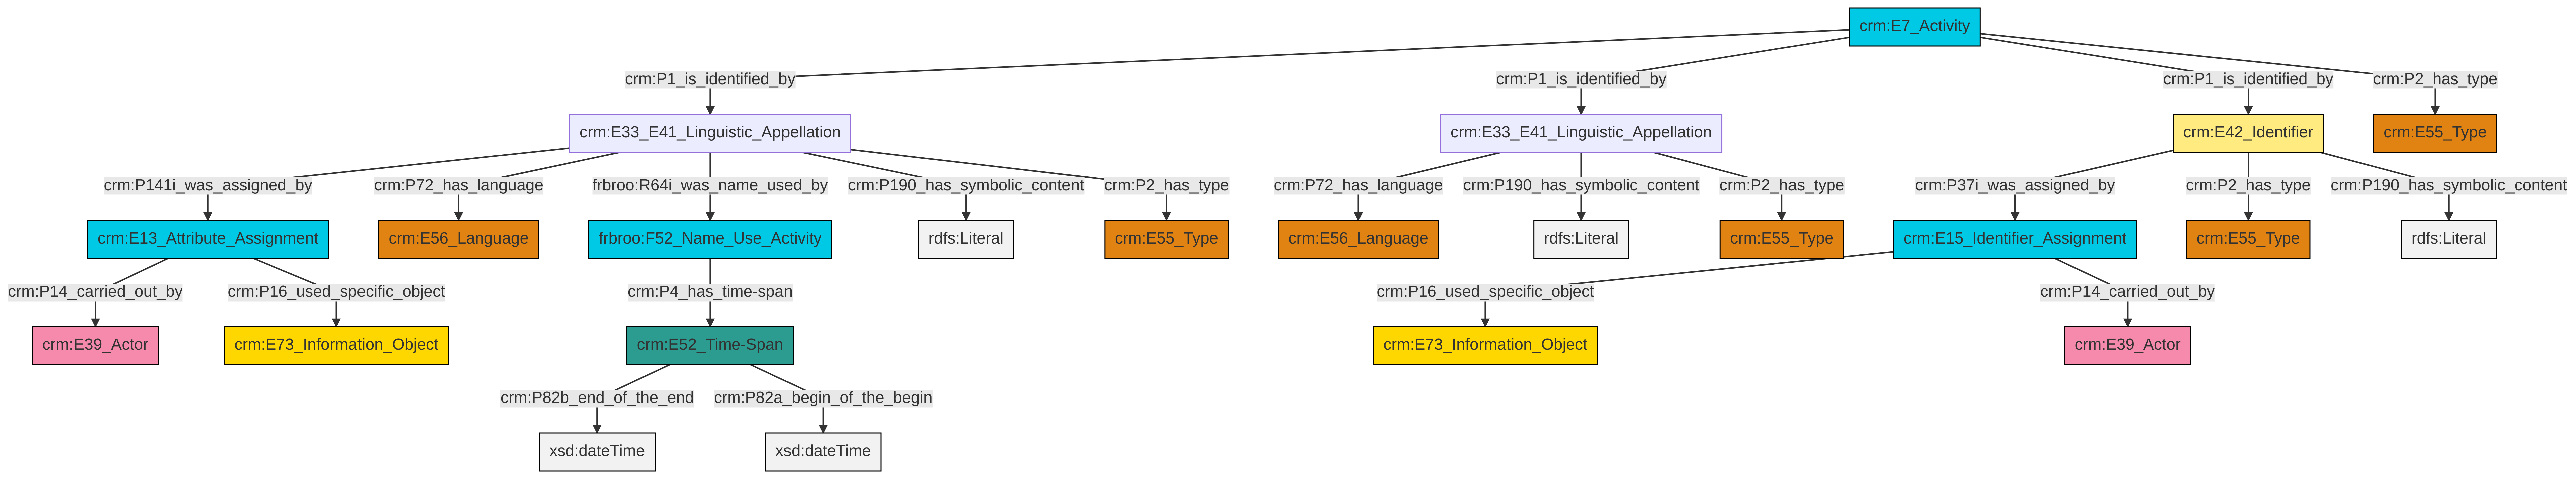 crm:E7_Activity
crm:P1_is_identified_by
crm:P1_is_identified_by
crm:P1_is_identified_by
crm:P2_has_type
crm:E33_E41_Linguistic_Appellation
crm:E33_E41_Linguistic_Appellation
crm:E42_Identifier
crm:E55_Type
crm:P141i_was_assigned_by
crm:P72_has_language
frbroo:R64i_was_name_used_by
crm:P190_has_symbolic_content
crm:P2_has_type
crm:P72_has_language
crm:P190_has_symbolic_content
crm:P2_has_type
crm:P37i_was_assigned_by
crm:P2_has_type
crm:P190_has_symbolic_content
crm:E13_Attribute_Assignment
crm:E56_Language
frbroo:F52_Name_Use_Activity
rdfs:Literal
crm:E55_Type
crm:E56_Language
rdfs:Literal
crm:E55_Type
crm:E15_Identifier_Assignment
crm:E55_Type
rdfs:Literal
crm:P14_carried_out_by
crm:P16_used_specific_object
crm:P4_has_time-span
crm:P16_used_specific_object
crm:P14_carried_out_by
crm:E39_Actor
crm:E73_Information_Object
crm:E52_Time-Span
crm:E73_Information_Object
crm:E39_Actor
crm:P82b_end_of_the_end
crm:P82a_begin_of_the_begin
xsd:dateTime
xsd:dateTime